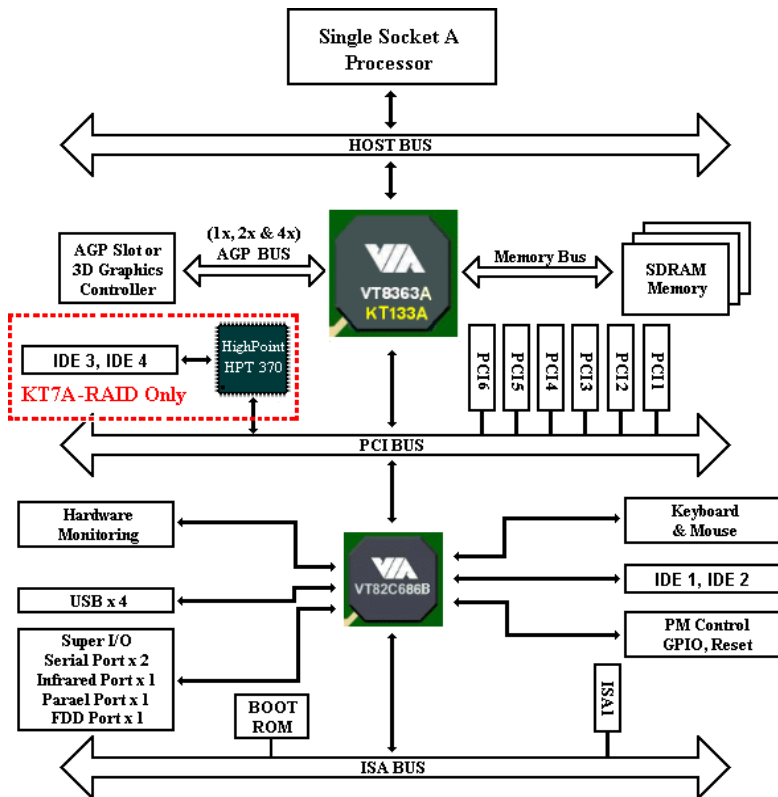 Single Socket A
Processor
HOST BUS
(1x, 2x & 4x)
AGP BUS
AGP Slot or
3D Graphics
Controller
VIA
VT8363A
KT133A
Memory Bus
SDRAM
Memory
IDE 3, IDE 4
HighPoint
HPT 370
KT7A-RAID Only
PCI6
PCI5
PCI4
PCI3
PCI2
PCI1
PCI BUS
Hardware
Monitoring
USB x 4
Super I/O
Serial Port x 2
Infrared Port x 1
Parael Port x 1
FDD Port x 1
VIA
VT82C686B
Keyboard
& Mouse
IDE 1, IDE 2
PM Control
GPIO, Reset
BOOT
ROM
ISA1
ISA BUS